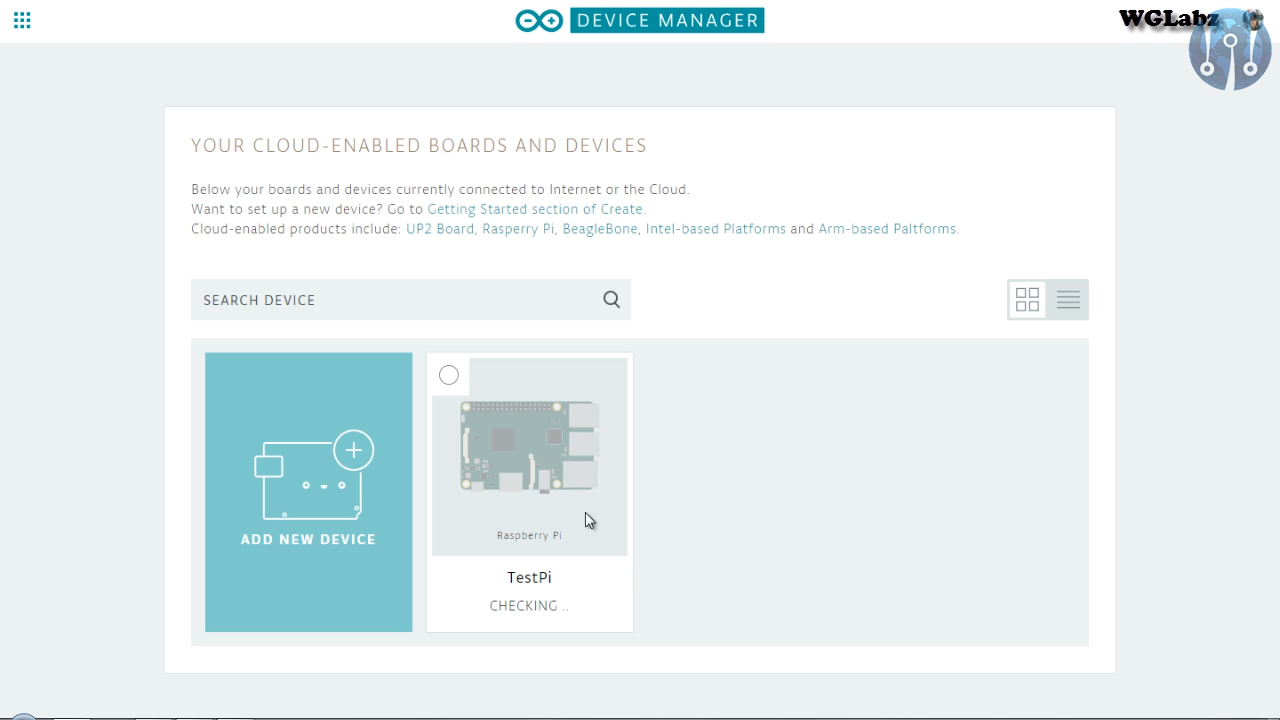 DEVICE MANAGER
WGLabz
YOUR CLOUD-ENABLED BOARDS AND DEVICES
Below your boards and devices currently connected to Internet or the Cloud.
Want to set up a new device? Go to Getting Started section of Create.
Cloud-enabled products include: UP2 Board, Rasperry Pi, BeagleBone, Intel-based Platforms and Arm-based Paltforms.
SEARCH DEVICE
ADD NEW DEVICE
Raspberry Pi
TestPi
CHECKING ..